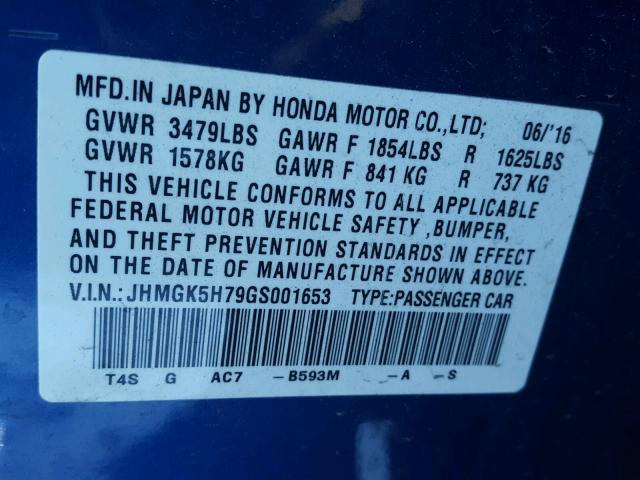 MFD.IN JAPAN BY HONDA MOTOR CO.,LTD; 06/'16
GVWR 3479LBS GAWR F 1854LBS R 1625LBS
GVWR 1578KG GAWR F 841 KG R 737 KG
THIS VEHICLE CONFORMS TO ALL APPLICABLE
FEDERAL MOTOR VEHICLE SAFETY ,BUMPER,
AND THEFT PREVENTION STANDARDS IN EFFECT
ON THE DATE OF MANUFACTURE SHOWN ABOVE.
V.I.N.: JHMGK5H79GS001653 TYPE:PASSENGER CAR
T4S G AC7 -B593M -A -S